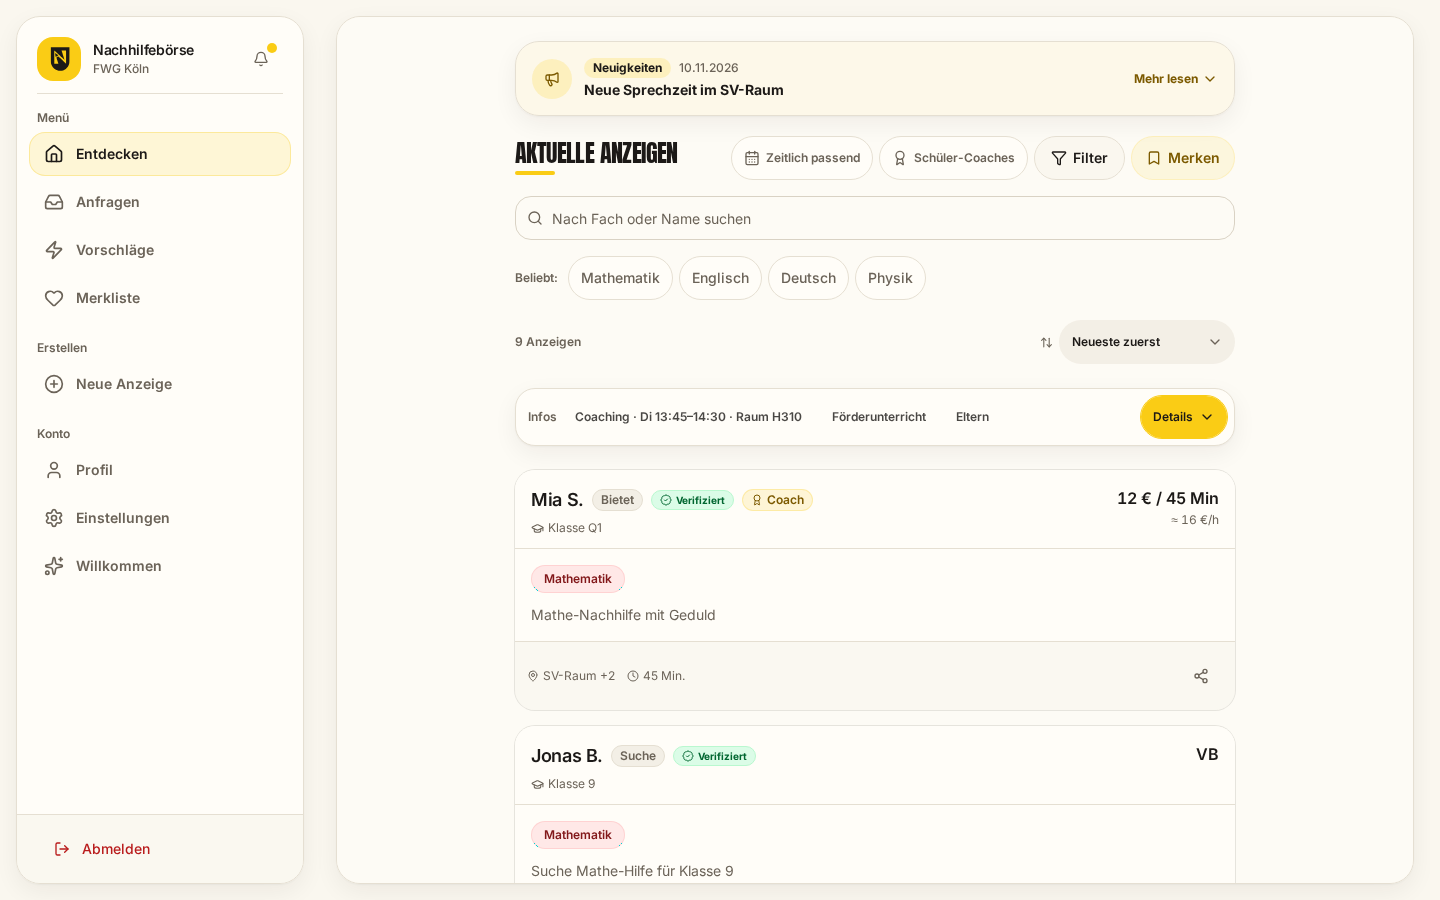 Nachhilfebörse
FWG Köln
Menü
Entdecken
Anfragen
Vorschläge
Merkliste
Erstellen
Neue Anzeige
Konto
Profil
Einstellungen
Willkommen
Abmelden
Neuigkeiten 10.11.2026
Neue Sprechzeit im SV-Raum
Mehr lesen
AKTUELLE ANZEIGEN
Zeitlich passend
Schüler-Coaches
Filter
Merken
Nach Fach oder Name suchen
Beliebt: Mathematik Englisch Deutsch Physik
9 Anzeigen
Neueste zuerst
Infos Coaching · Di 13:45–14:30 · Raum H310 Förderunterricht Eltern Details
Mia S. Bietet Verifiziert Coach 12 € / 45 Min
Klasse Q1 ≈ 16 €/h
Mathematik
Mathe-Nachhilfe mit Geduld
SV-Raum +2 45 Min.
Jonas B. Suche Verifiziert VB
Klasse 9
Mathematik
Suche Mathe-Hilfe für Klasse 9